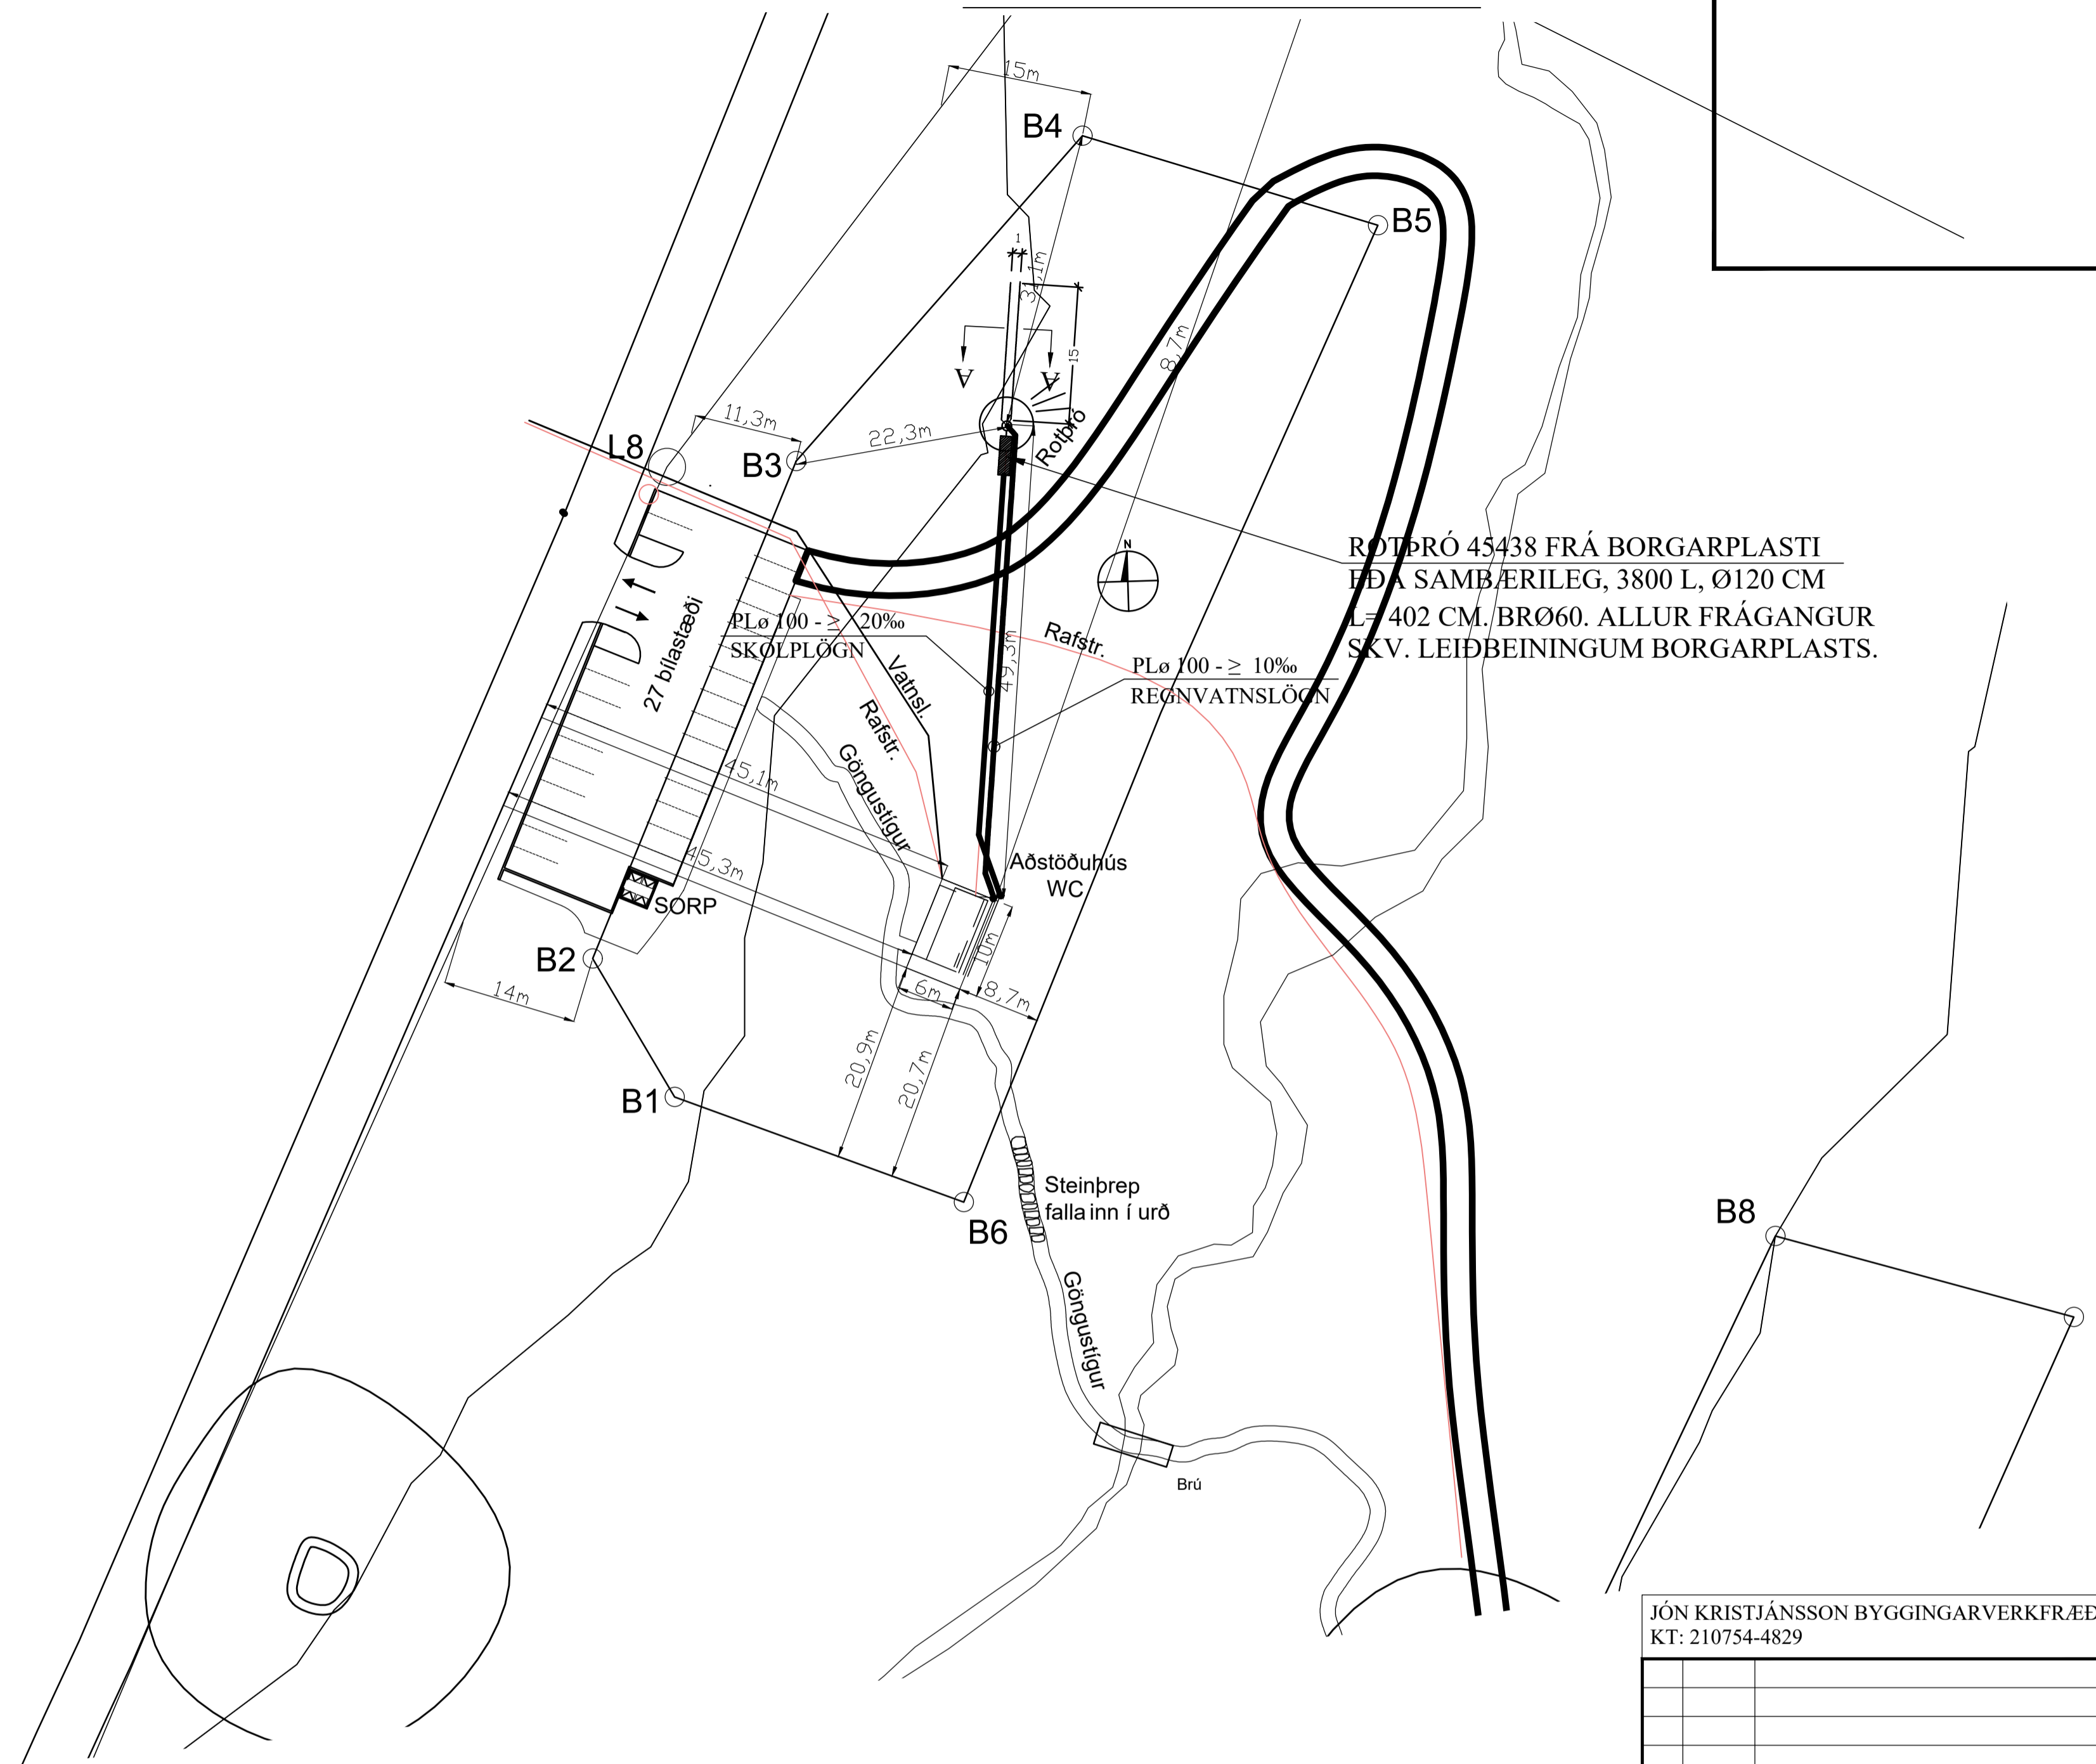 15m
B4
B5
1
31,1m
15
A
A
8,7m
Rotþró
11,3m
22,3m
L8
B3
N
ROTÞRÓ 45438 FRÁ BORGARPLASTI
EÐA SAMBÆRILEG, 3800 L, Ø120 CM
L= 402 CM. BRØ60. ALLUR FRÁGANGUR
SKV. LEIÐBEININGUM BORGARPLASTS.
27 bílastæði
PLø 100 - ≥ 20‰
SKOLPLÖGN
49,3m
Rafstr.
PLø 100 - ≥ 10‰
REGNVATNSLÖGN
Vatnsl.
Rafstr.
Göngustígur
45,1m
45,3m
Aðstöðuhús
WC
SORP
B2
14m
10m
6m
8,7m
20,9m
20,7m
B1
B6
Steinþrep
falla inn í urð
B8
Göngustígur
Brú
JÓN KRISTJÁNSSON BYGGINGARVERKFRÆÐ
KT: 210754-4829